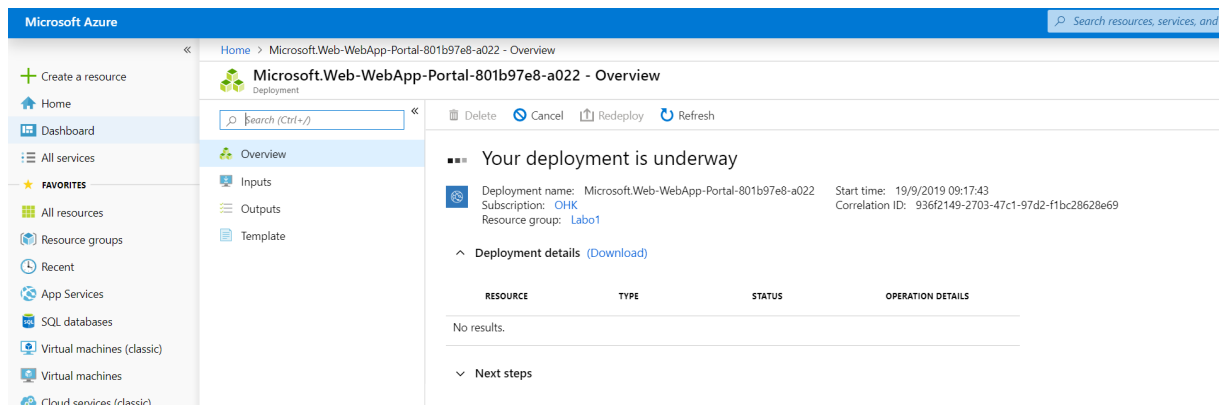 Microsoft Azure
Search resources, services, and
Home > Microsoft.Web-WebApp-Portal-801b97e8-a022 - Overview
Microsoft.Web-WebApp-Portal-801b97e8-a022 - Overview
Deployment
Create a resource
Home
Dashboard
All services
FAVORITES
All resources
Resource groups
Recent
App Services
SQL databases
Virtual machines (classic)
Virtual machines
Cloud services (classic)
Search (Ctrl+/)
Overview
Inputs
Outputs
Template
Delete Cancel Redeploy Refresh
Your deployment is underway
Deployment name: Microsoft.Web-WebApp-Portal-801b97e8-a022
Subscription: OHK
Resource group: Labo1
Start time: 19/9/2019 09:17:43
Correlation ID: 936f2149-2703-47c1-97d2-f1bc28628e69
Deployment details (Download)
RESOURCE TYPE STATUS OPERATION DETAILS
No results.
Next steps